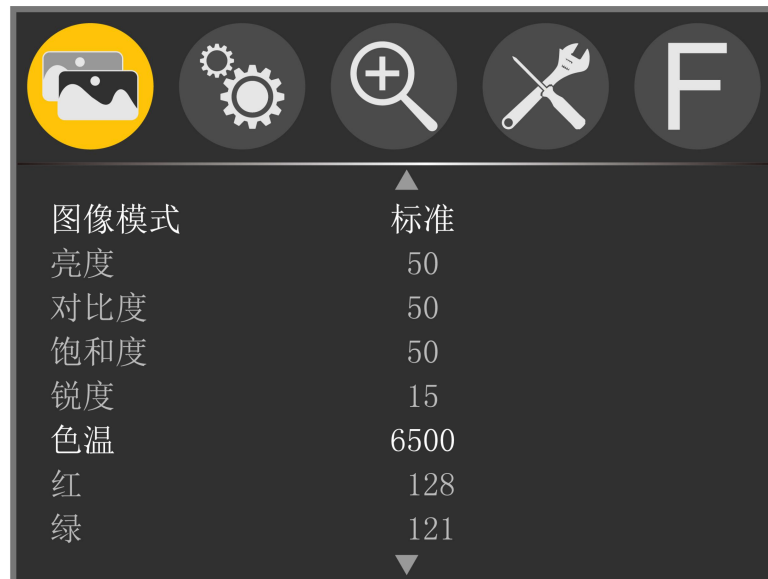 F
图像模式 标准
亮度 50
对比度 50
饱和度 50
锐度 15
色温 6500
红 128
绿 121